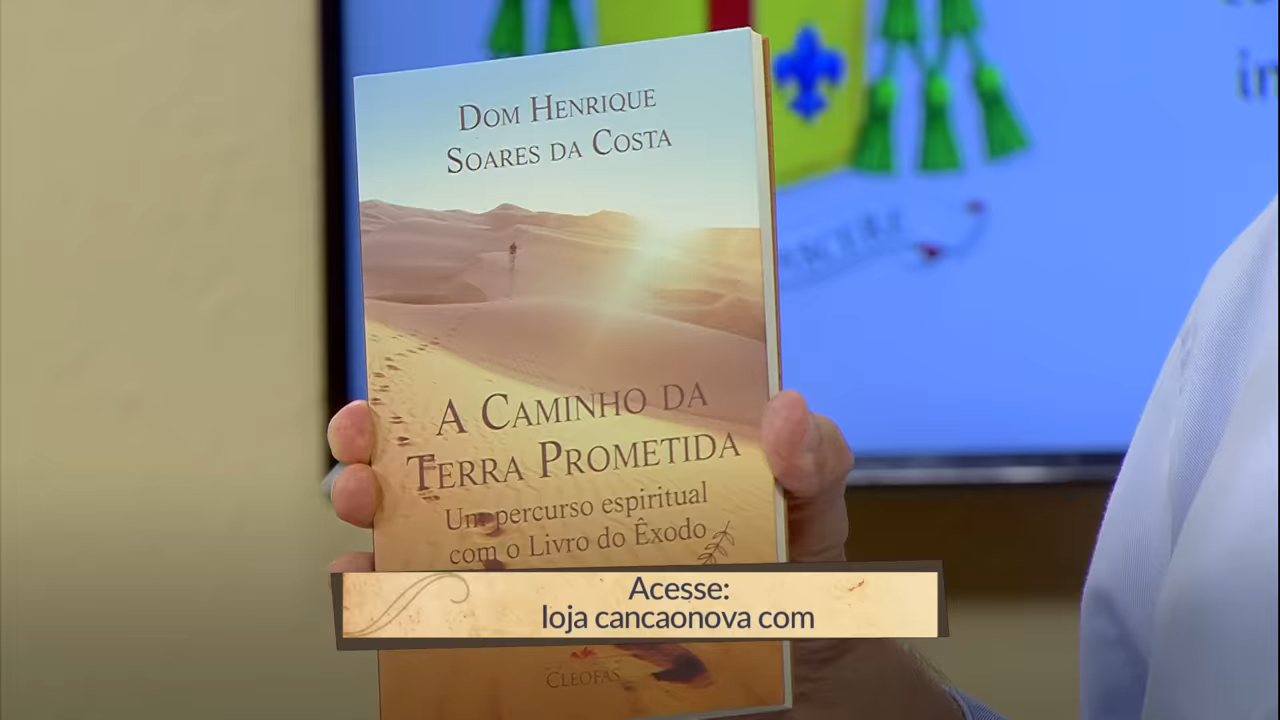 DOM HENRIQUE
SOARES DA COSTA
A CAMINHO DA
TERRA PROMETIDA
Um percurso espiritual
com o Livro do Êxodo
Acesse:
loja cancaonova com
CLEOFAS